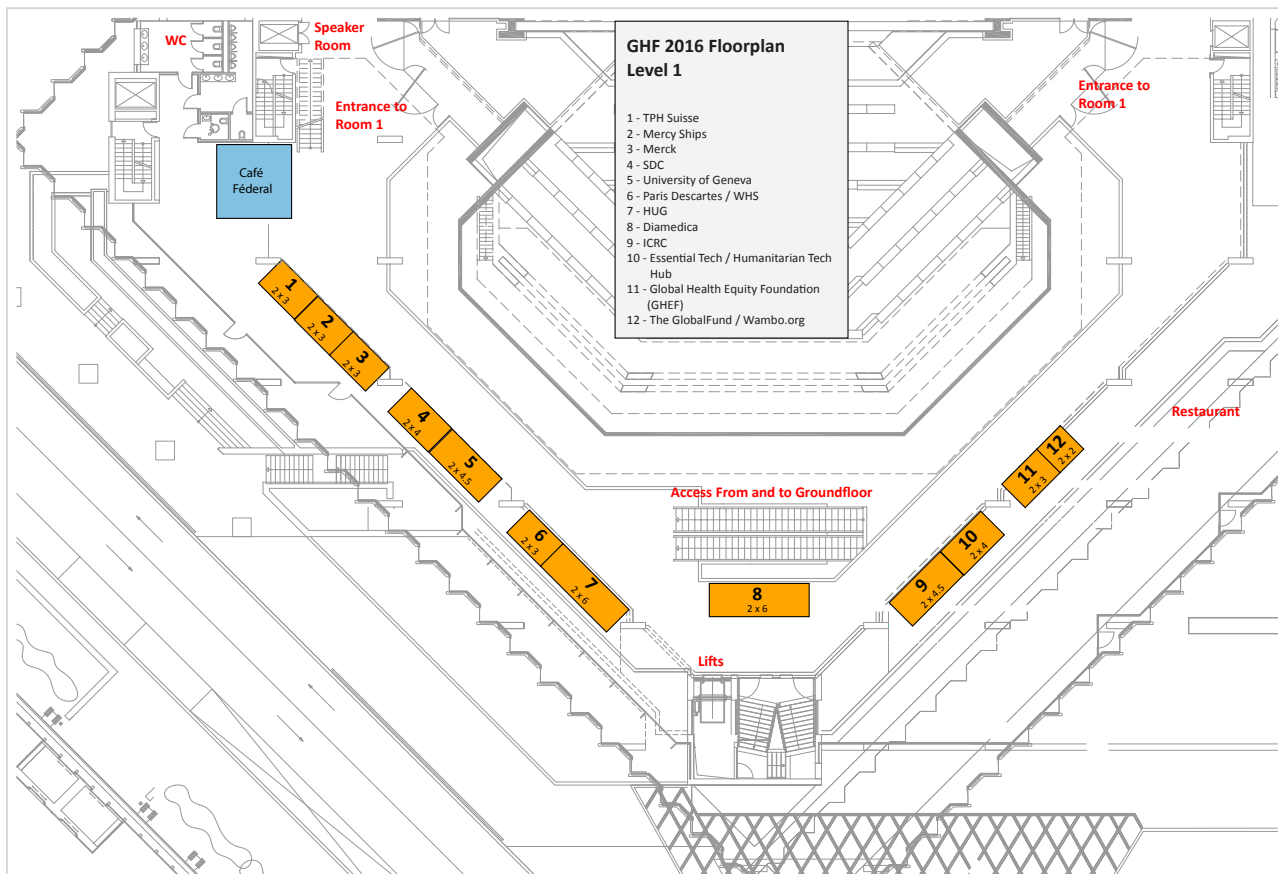 WC
Speaker
Room
GHF 2016 Floorplan
Level 1
1 - TPH Suisse
2 - Mercy Ships
3 - Merck
4 - SDC
5 - University of Geneva
6 - Paris Descartes / WHS
7 - HUG
8 - Diamedica
9 - ICRC
10 - Essential Tech / Humanitarian Tech
Hub
11 - Global Health Equity Foundation
(GHEF)
12 - The GlobalFund / Wambo.org
Entrance to
Room 1
Entrance to
Room 1
Café
Féderal
1
2 x 3
2
2 x 3
3
2 x 3
4
2 x 4
5
2 x 4.5
6
2 x 3
7
2 x 6
8
2 x 6
9
2 x 4.5
10
2 x 4
11
2 x 3
12
2 x 2
Restaurant
Access From and to Groundfloor
Lifts